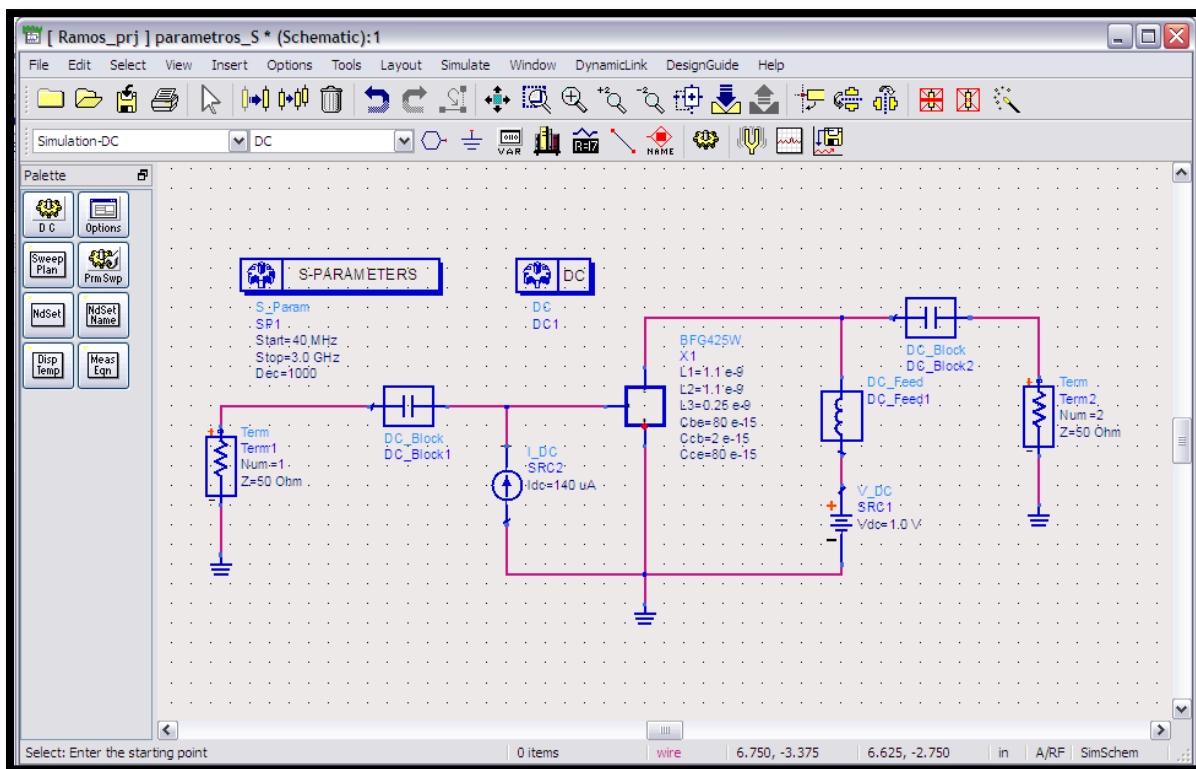 [ Ramos_prj ] parametros_S * (Schematic):1
File Edit Select View Insert Options Tools Layout Simulate Window DynamicLink DesignGuide Help
Simulation-DC DC VAR NAME
Palette
D C Options
Sweep Plan Prm Swp
NdSet NdSet Name
Disp Temp Meas Eqn
S-PARAMETERS
S_Param
SP1
Start=40 MHz
Stop=3.0 GHz
Dec=1000
DC
DC
DC1
BFG425W
X1
L1=1.1 e-9
L2=1.1 e-9
L3=0.25 e-9
Cbe=80 e-15
Ccb=2 e-15
Cce=80 e-15
DC_Block
DC_Block2
DC_Feed
DC_Feed1
+
Term
Term2
Num=2
Z=50 Ohm
-
+
Term
Term1
Num=1
Z=50 Ohm
-
DC_Block
DC_Block1
I_DC
SRC2
Idc=140 uA
+
V_DC
SRC1
Vdc=1.0 V
-
Select: Enter the starting point 0 items wire 6.750, -3.375 6.625, -2.750 in A/RF SimSchem